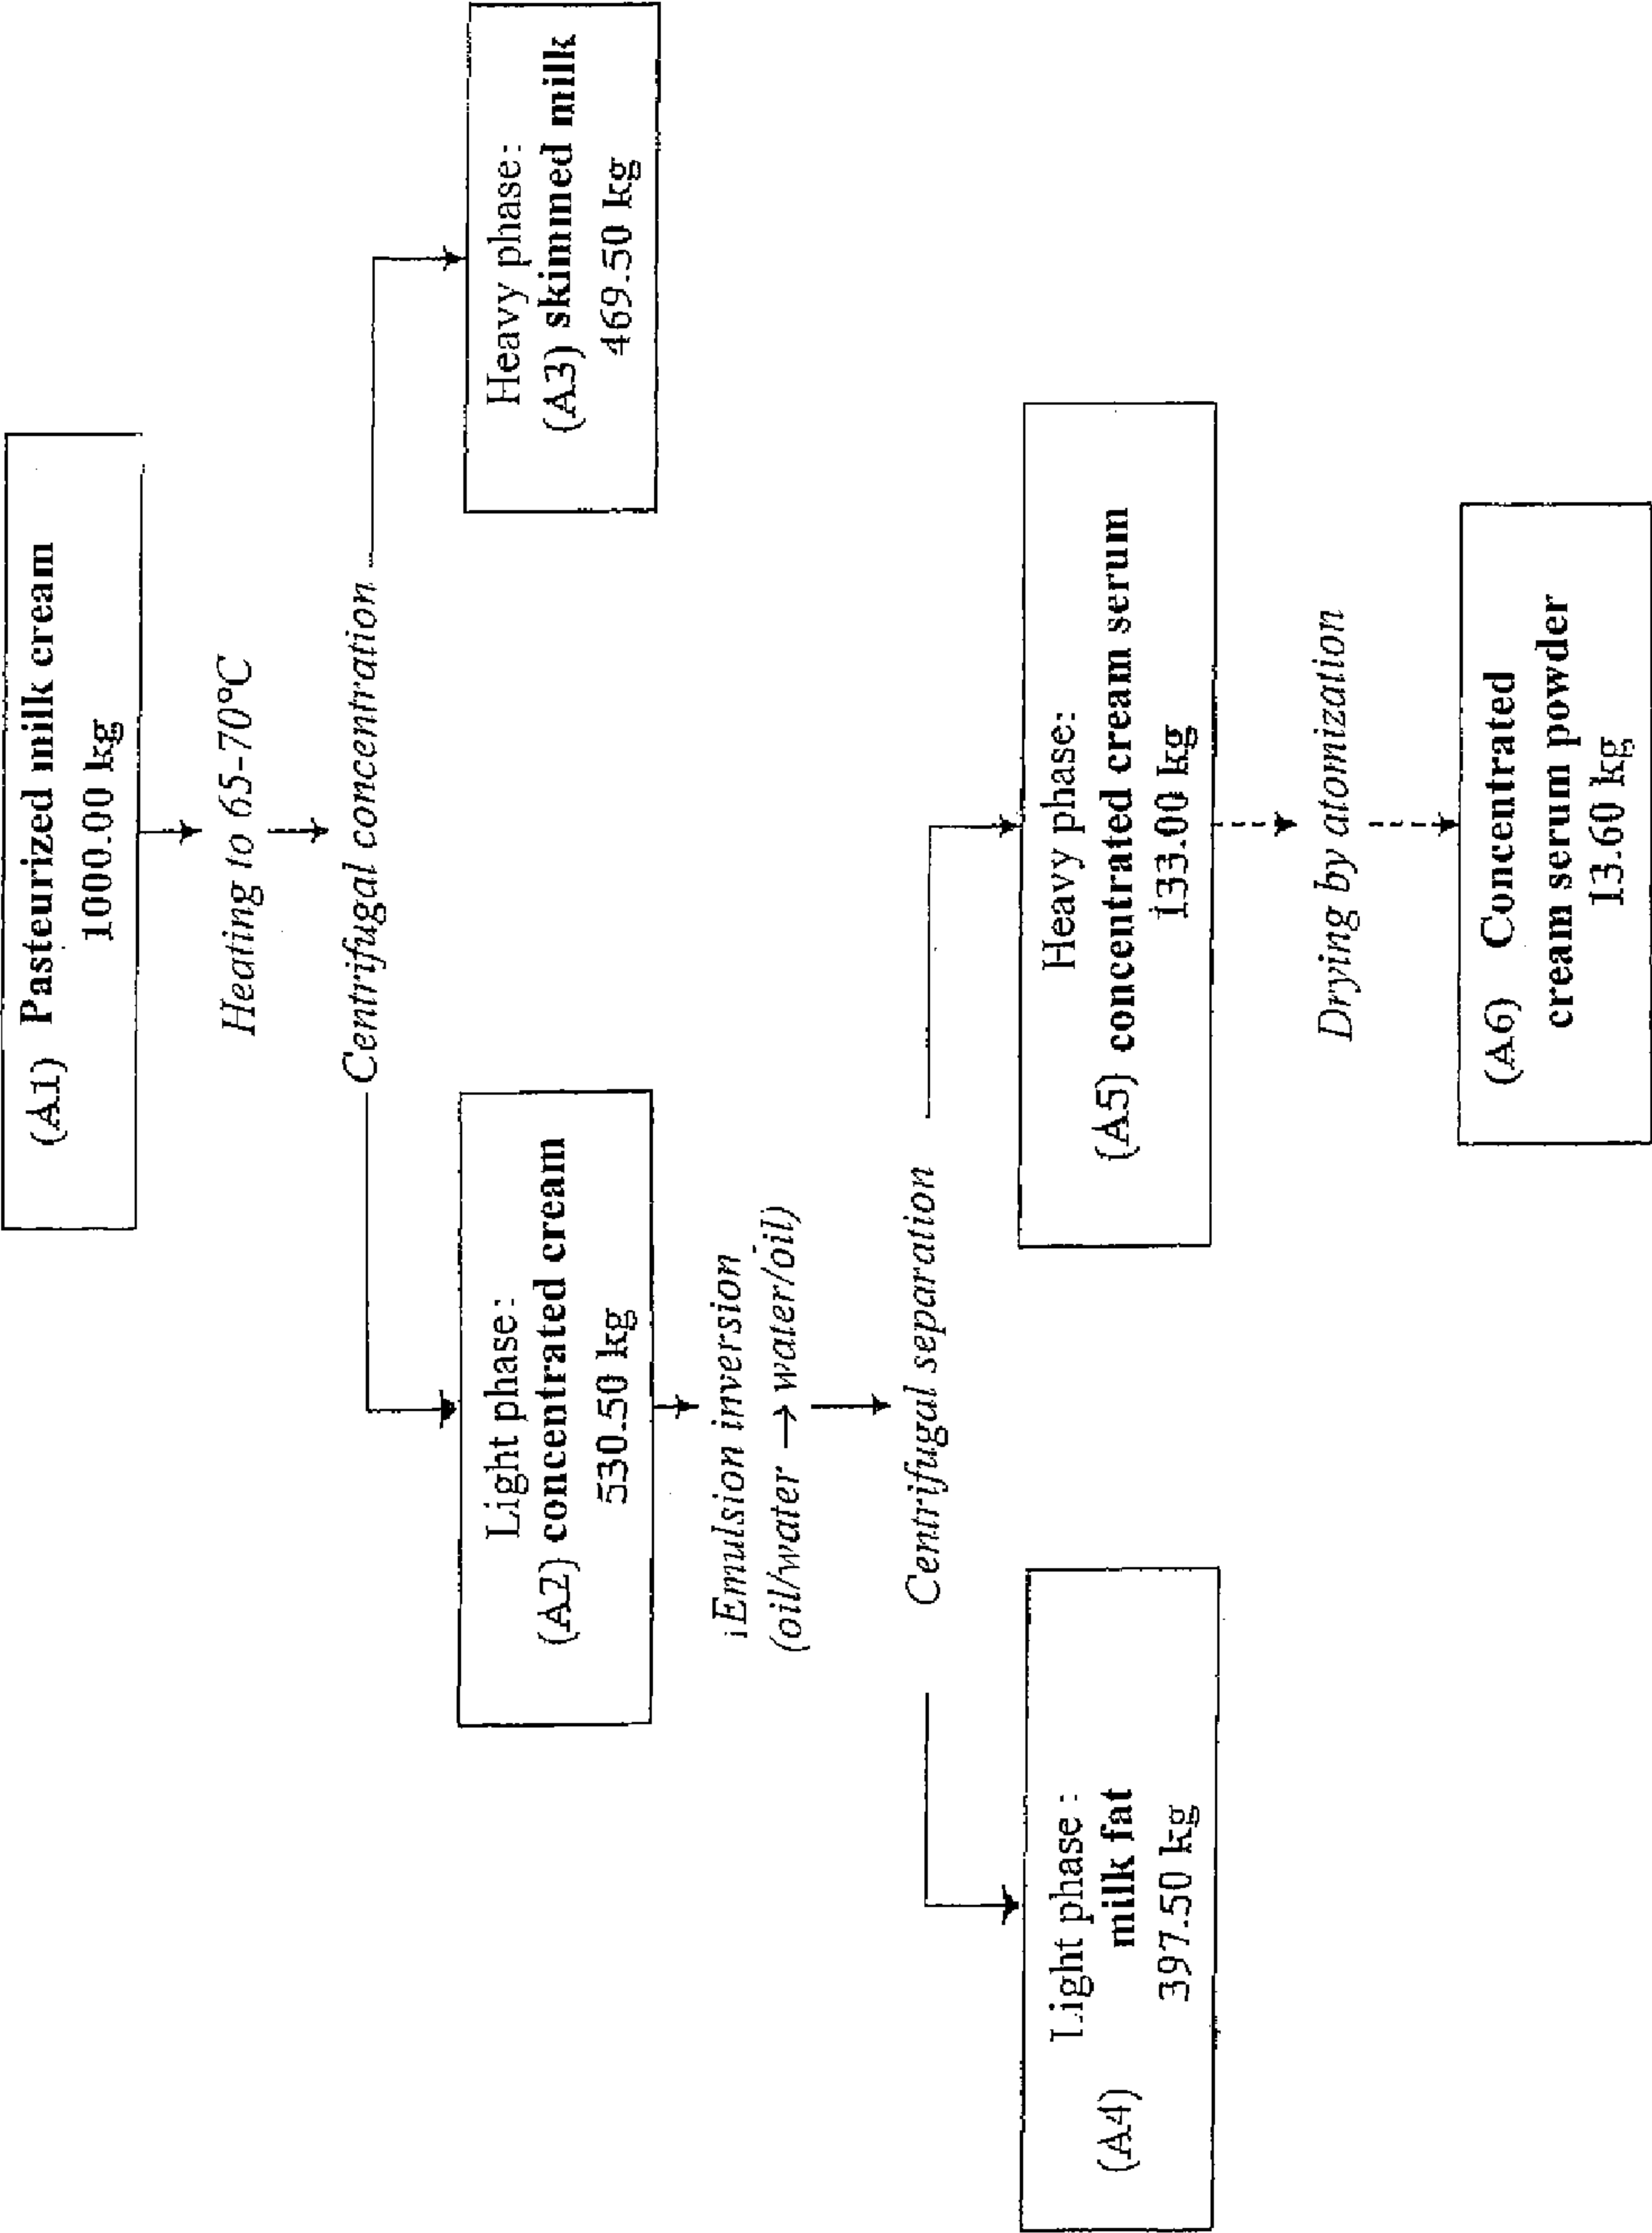 (A1) Pasteurized milk cream
1000.00 kg
Heating to 65-70°C
Centrifugal concentration
Light phase:
(A2) concentrated cream
530.50 kg
Heavy phase:
(A3) skimmed milk
469.50 kg
Emulsion inversion
(oil/water → water/oil)
Centrifugal separation
Light phase:
(A4) milk fat
397.50 kg
Heavy phase:
(A5) concentrated cream serum
133.00 kg
Drying by atomization
(A6) Concentrated
cream serum powder
13.60 kg